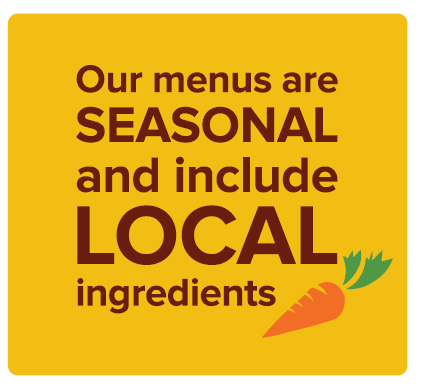 Our menus are
SEASONAL
and include
LOCAL
ingredients